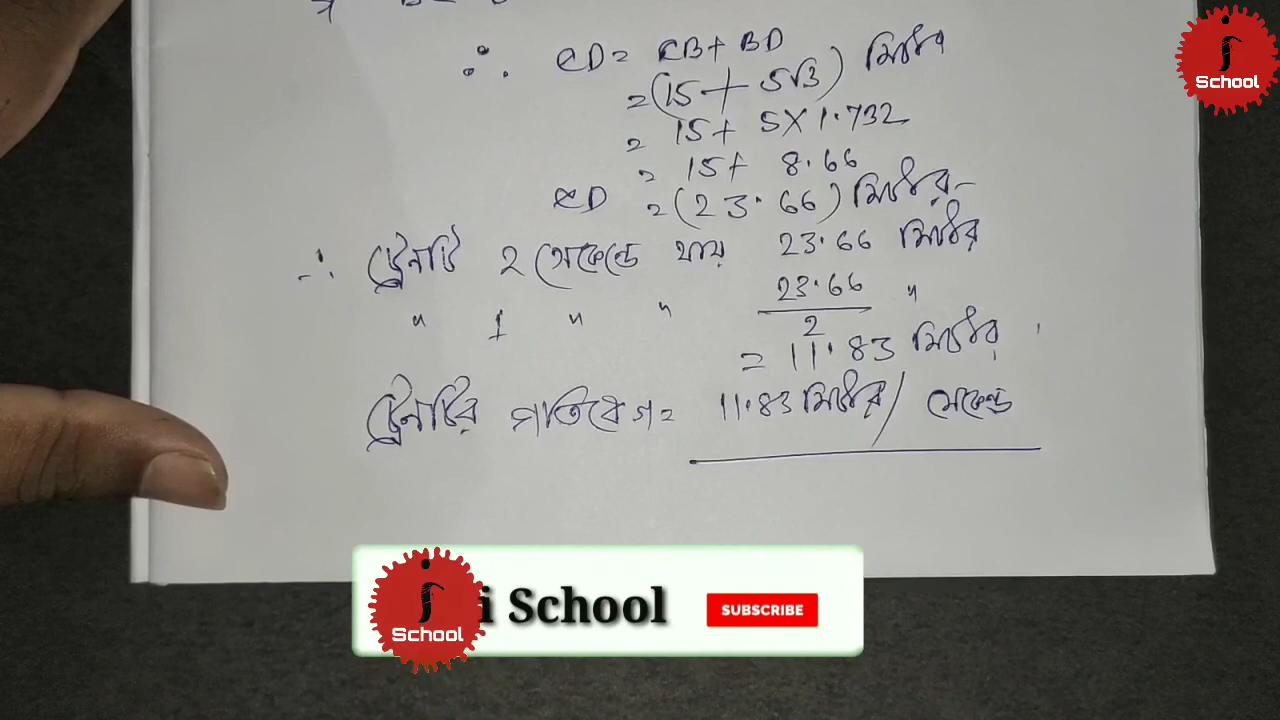 ∴ CD = CB + BD
= (15 + 5√3) মিটার
= 15 + 5 × 1.732
= 15 + 8.66
CD = (23.66) মিটার
∴ ট্রেনটি 2 সেকেন্ডে যায় 23.66 মিটার
" 1 " " 23.66/2 "
= 11.83 মিটার
ট্রেনটির গতিবেগ = 11.83 মিটার/সেকেন্ড
School
i School
SUBSCRIBE
School